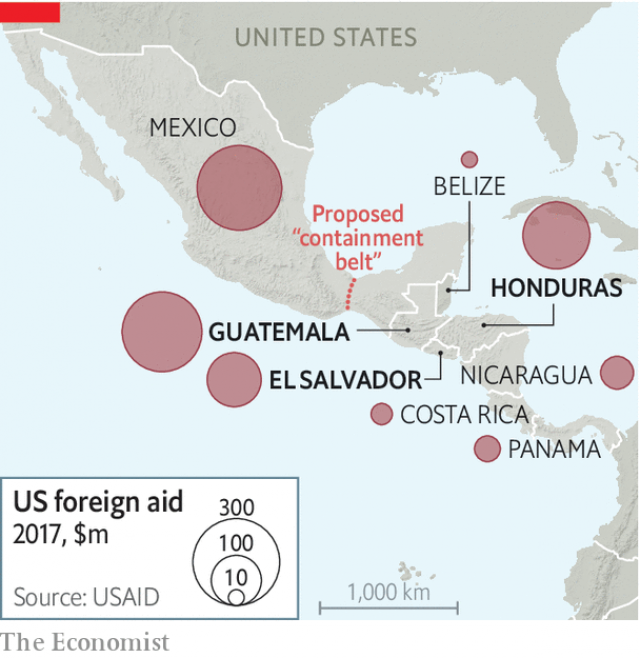 UNITED STATES
MEXICO
BELIZE
Proposed
“containment
belt”
HONDURAS
GUATEMALA
EL SALVADOR
NICARAGUA
COSTA RICA
PANAMA
US foreign aid
2017, $m
300
100
10
Source: USAID
1,000 km
The Economist